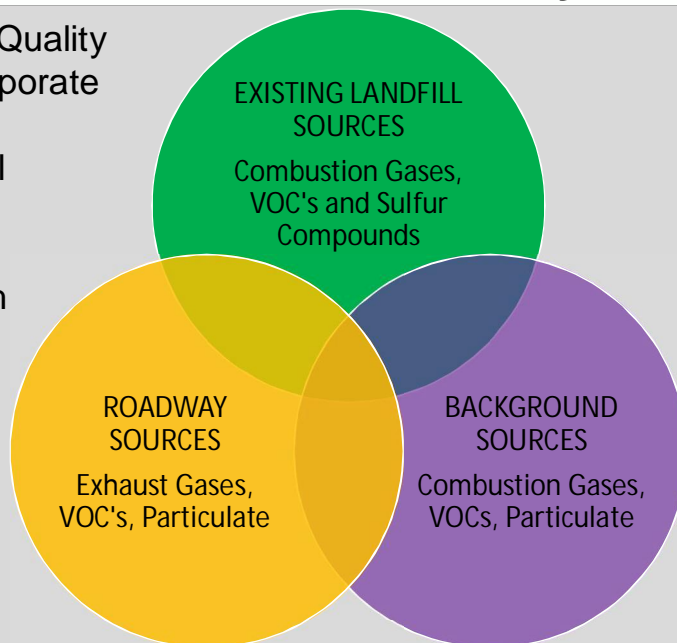 Quality
porate
l
n
EXISTING LANDFILL
SOURCES
Combustion Gases,
VOC's and Sulfur
Compounds
ROADWAY
SOURCES
Exhaust Gases,
VOC's, Particulate
BACKGROUND
SOURCES
Combustion Gases,
VOCs, Particulate